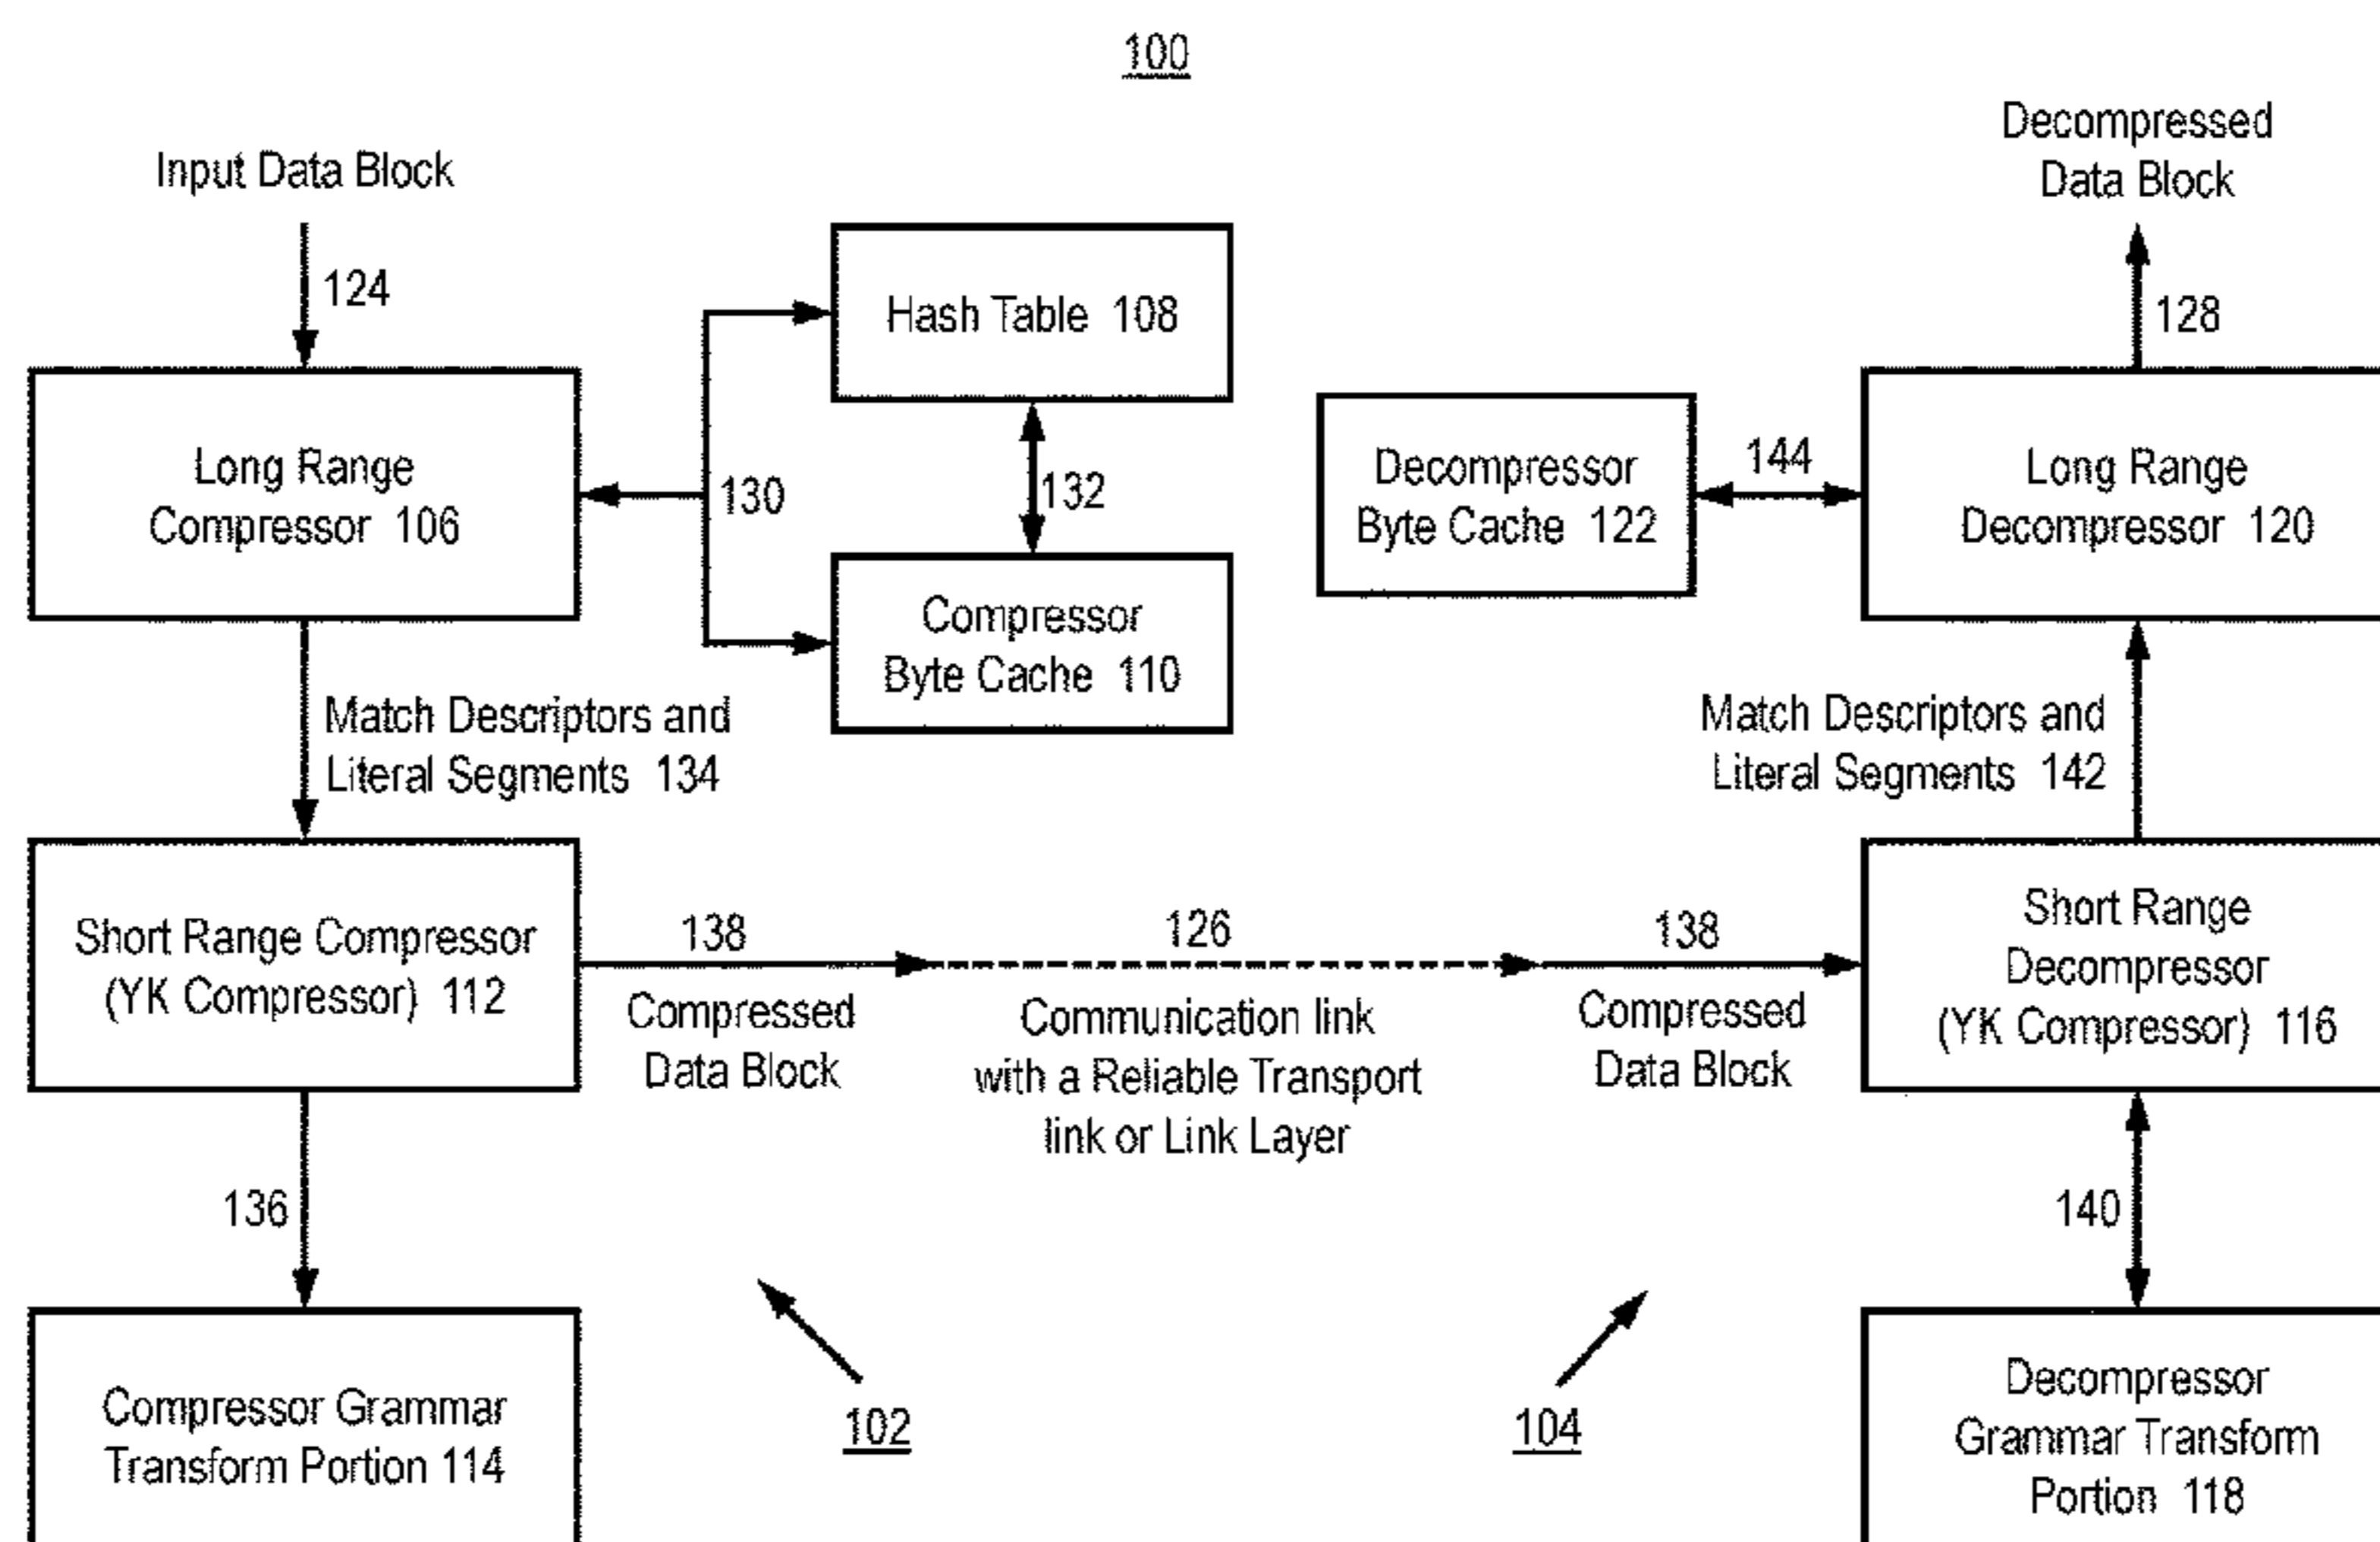 100
Input Data Block
124
Long Range
Compressor 106
Hash Table 108
130
132
Compressor
Byte Cache 110
Match Descriptors and
Literal Segments 134
Short Range Compressor
(YK Compressor) 112
136
Compressor Grammar
Transform Portion 114
138
Compressed
Data Block
126
Communication link
with a Reliable Transport
link or Link Layer
138
Compressed
Data Block
102
104
Decompressed
Data Block
128
Decompressor
Byte Cache 122
144
Long Range
Decompressor 120
Match Descriptors and
Literal Segments 142
Short Range
Decompressor
(YK Compressor) 116
140
Decompressor
Grammar Transform
Portion 118